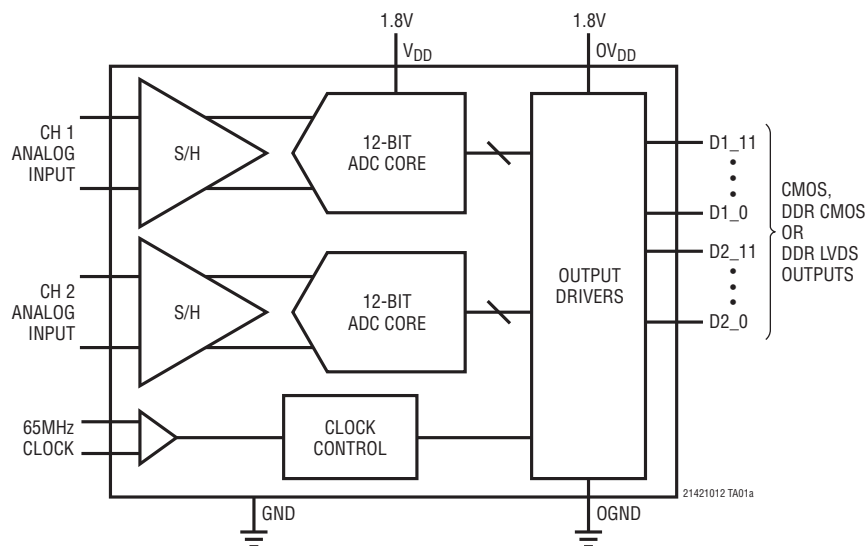 1.8V
1.8V
VDD
OVDD
CH 1
ANALOG
INPUT
S/H
12-BIT
ADC CORE
D1_11
•
•
•
D1_0
CH 2
ANALOG
INPUT
S/H
12-BIT
ADC CORE
OUTPUT
DRIVERS
D2_11
•
•
•
D2_0
CMOS,
DDR CMOS
OR
DDR LVDS
OUTPUTS
65MHz
CLOCK
CLOCK
CONTROL
GND
OGND
21421012 TA01a